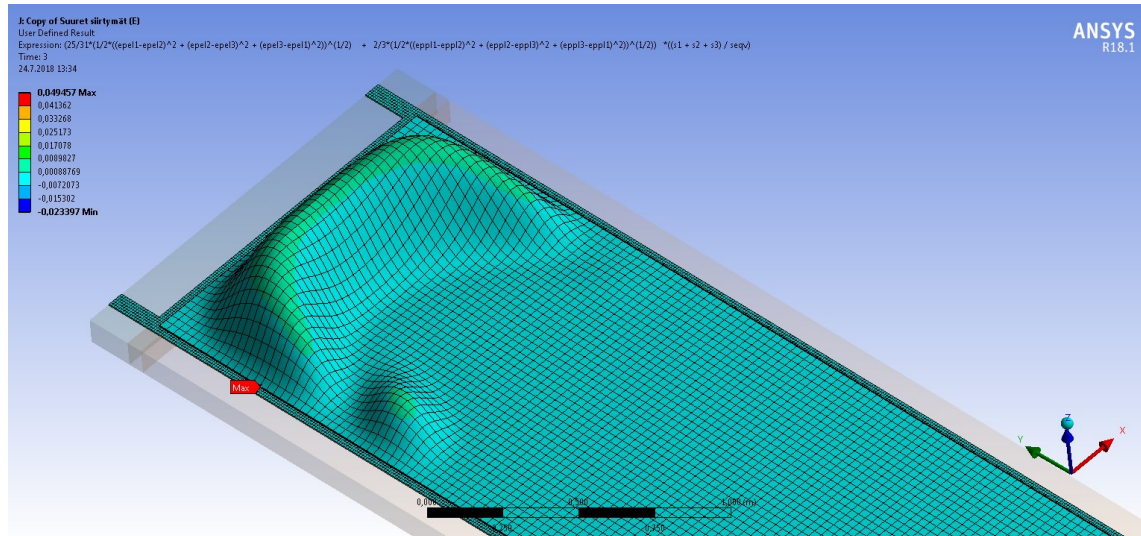 J: Copy of Suuret siirtymät (E)
User Defined Result
Expression: (25/31*(1/2*((epel1-epel2)^2 + (epel2-epel3)^2 + (epel3-epel1)^2))^(1/2) + 2/3*(1/2*((eppl1-eppl2)^2 + (eppl2-eppl3)^2 + (eppl3-eppl1)^2))^(1/2)) *((s1 + s2 + s3) / seqv)
Time: 3
24.7.2018 13:34
ANSYS
R18.1
0,049457 Max
0,041362
0,033268
0,025173
0,017078
0,0089827
0,00088769
-0,0072073
-0,015302
-0,023397 Min
Max
Z
Y
X
0,000
0,500
1,000 (m)
0,250
0,750